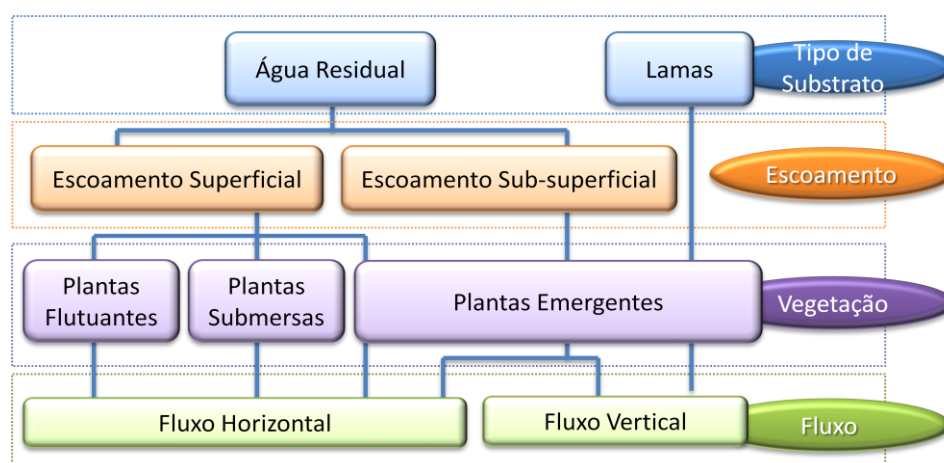 Água Residual
Lamas
Tipo de
Substrato
Escoamento Superficial
Escoamento Sub-superficial
Escoamento
Plantas
Flutuantes
Plantas
Submersas
Plantas Emergentes
Vegetação
Fluxo Horizontal
Fluxo Vertical
Fluxo